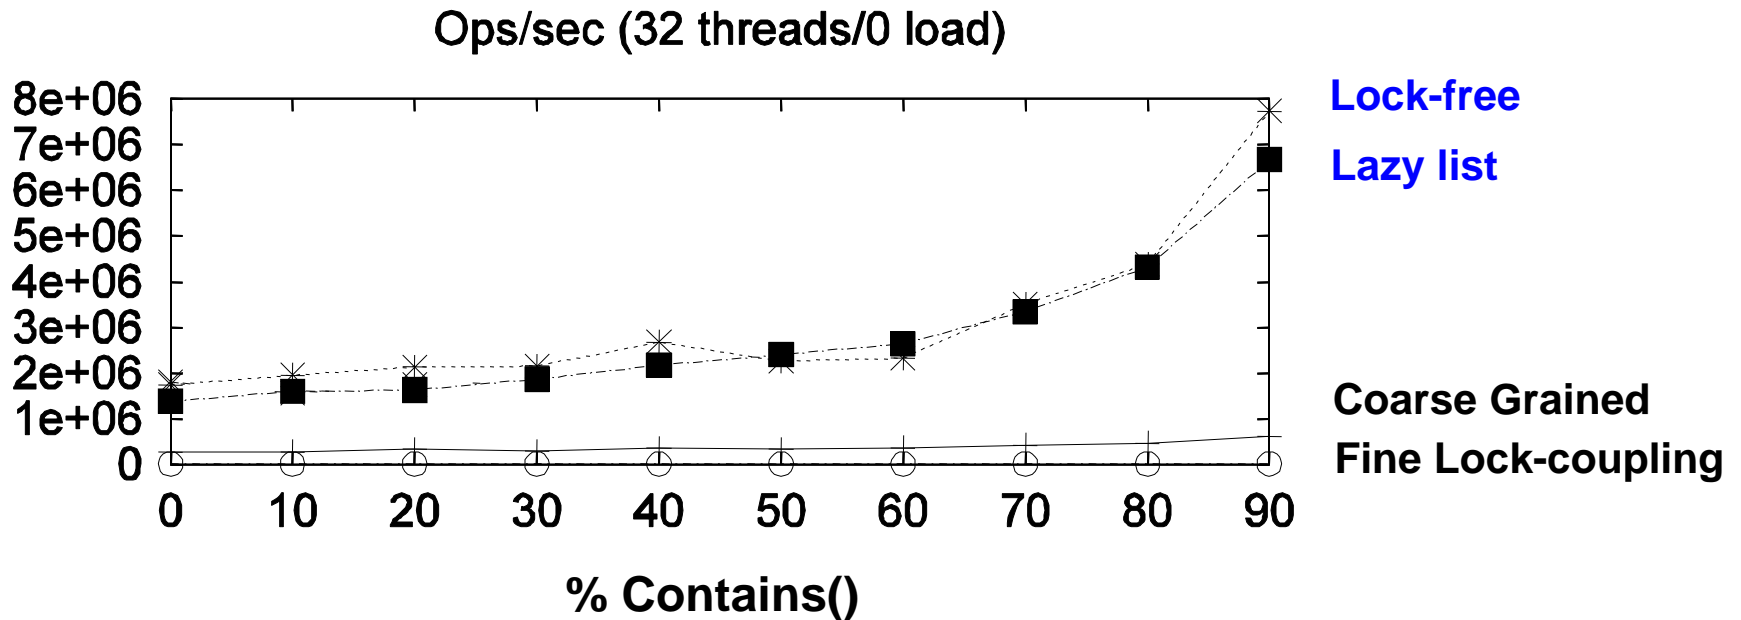 Ops/sec (32 threads/0 load)
8e+06
7e+06
6e+06
5e+06
4e+06
3e+06
2e+06
1e+06
0
0 10 20 30 40 50 60 70 80 90
% Contains()
Lock-free
Lazy list
Coarse Grained
Fine Lock-coupling